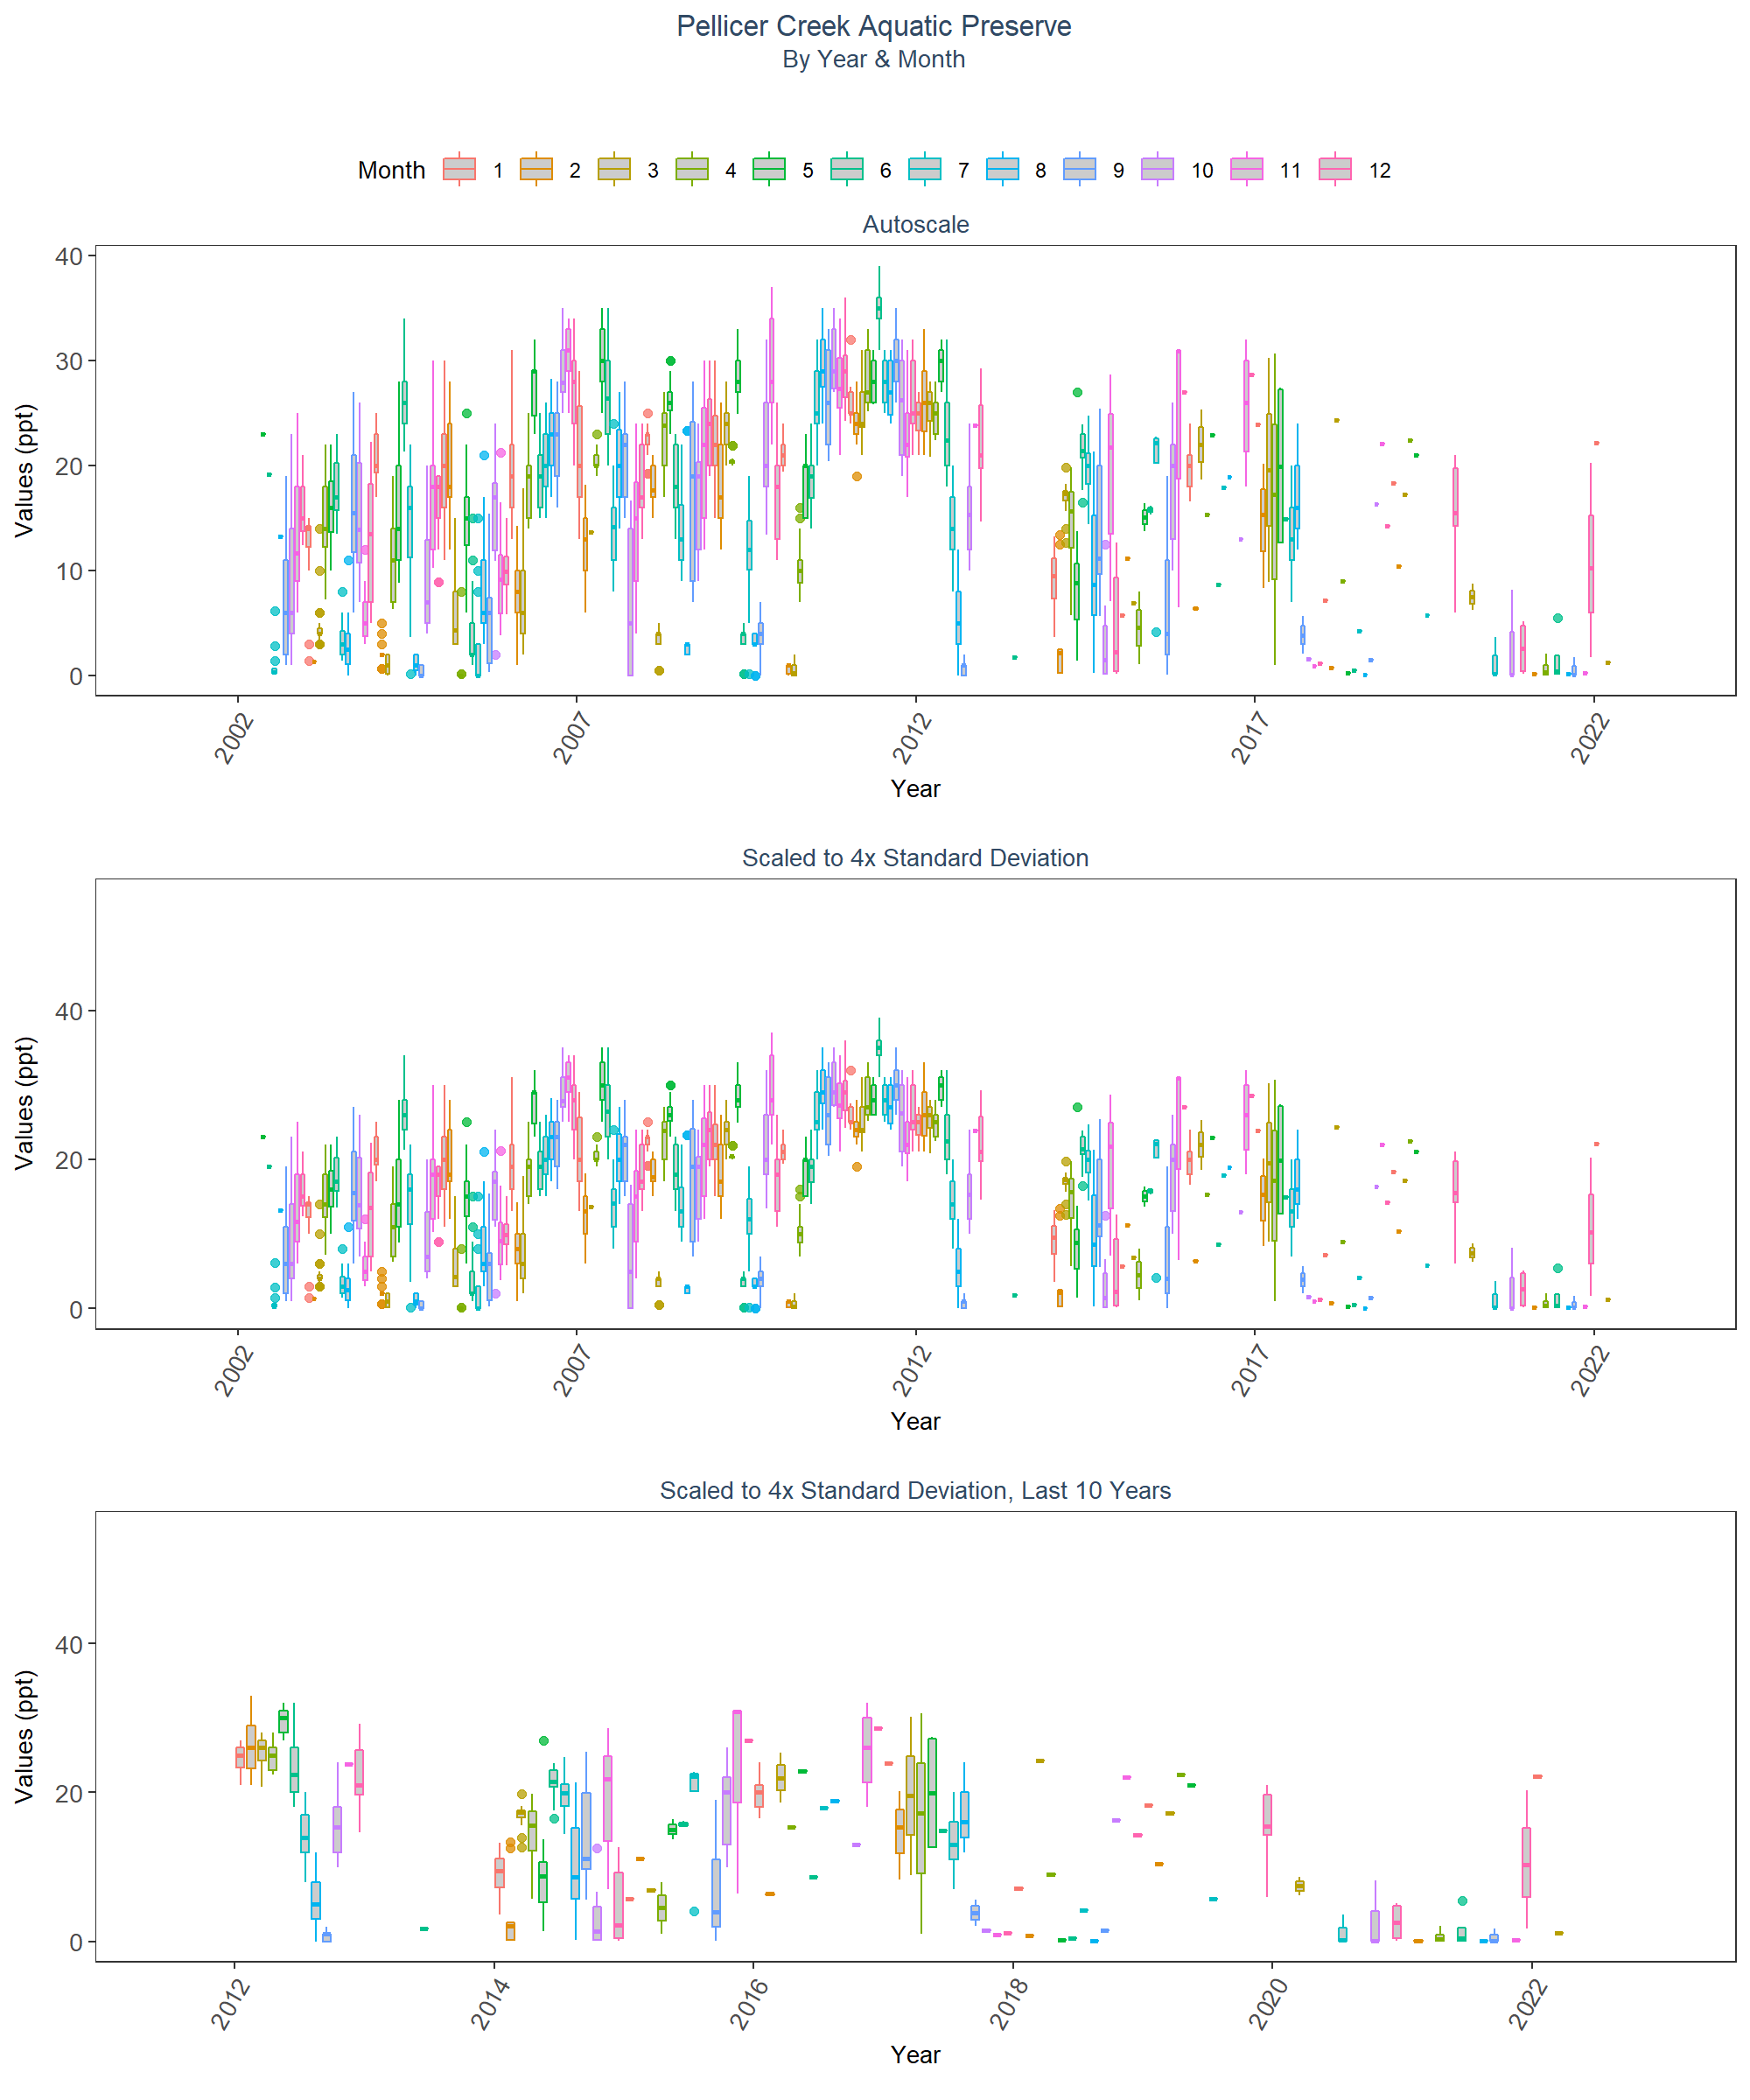 Pellicer Creek Aquatic Preserve
By Year & Month
Month 1 2 3 4 5 6 7 8 9 10 11 12
Autoscale
Values (ppt)
40
30
20
10
0
2002 2007 2012 2017 2022
Year
Scaled to 4x Standard Deviation
Values (ppt)
40
20
0
2002 2007 2012 2017 2022
Year
Scaled to 4x Standard Deviation, Last 10 Years
Values (ppt)
40
20
0
2012 2014 2016 2018 2020 2022
Year